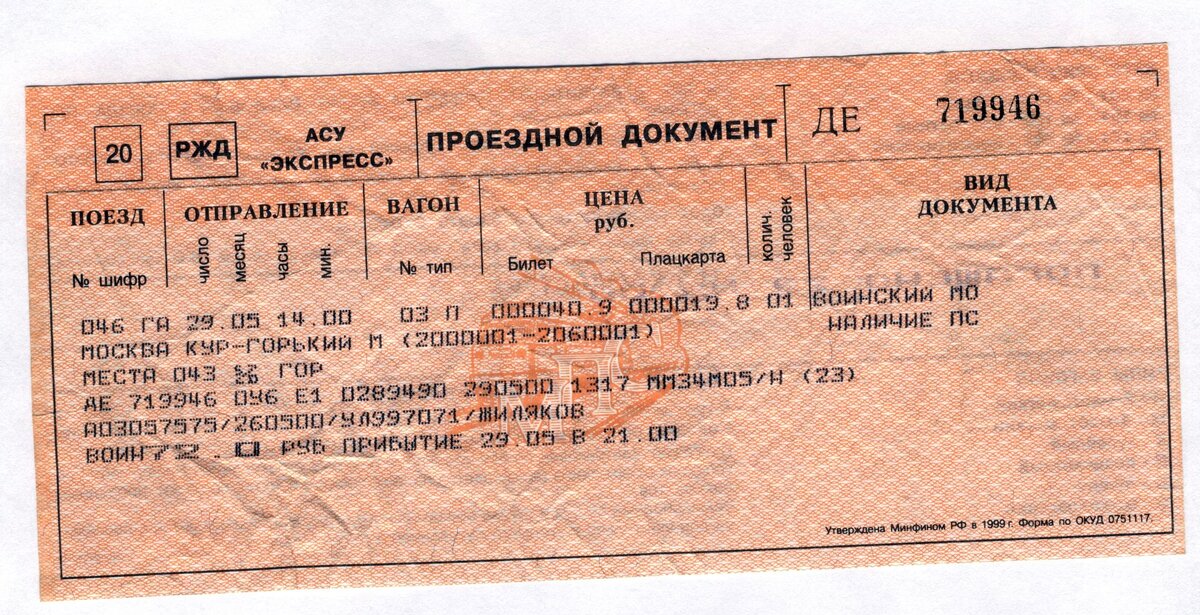 20 РЖД АСУ «ЭКСПРЕСС» ПРОЕЗДНОЙ ДОКУМЕНТ ДЕ 719946
ПОЕЗД ОТПРАВЛЕНИЕ ВАГОН ЦЕНА руб. колич. человек ВИД ДОКУМЕНТА
№ шифр число месяц часы мин. № тип Билет Плацкарта
046 ГА 29.05 14.00 03 П 000040.9 000019.8 01 ВОИНСКИЙ МО
МОСКВА КУР-ГОРЬКИЙ М (2000001-2060001) НАЛИЧИЕ ПС
МЕСТА 043 ГОР
ДЕ 719946 0У6 Е1 0289490 290500 1317 ММ34М05/Н (23)
А03057575/260500/УЛ997071/ЖИЛЯКОВ
ВОИН72.0 РУБ ПРИБЫТИЕ 29.05 В 21.00
МПС
Утверждена Минфином РФ в 1999 г. Форма по ОКУД 0751117.